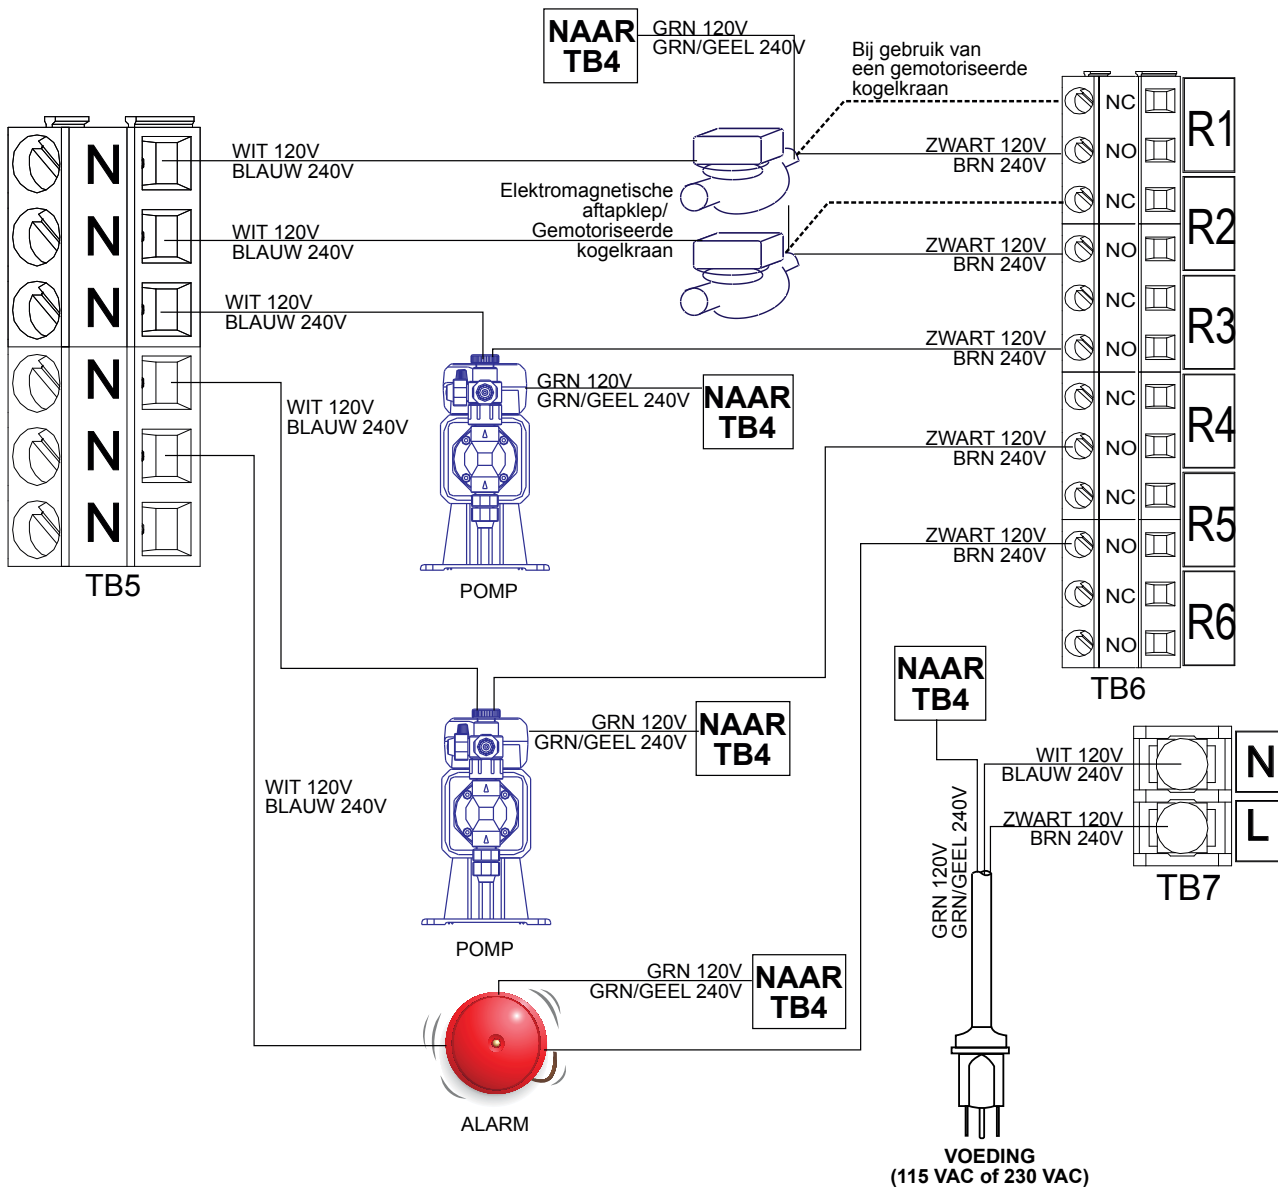 NAAR
TB4
GRN 120V
GRN/GEEL 240V
Bij gebruik van
een gemotoriseerde
kogelkraan
N
N
N
N
N
N
TB5
WIT 120V
BLAUW 240V
WIT 120V
BLAUW 240V
WIT 120V
BLAUW 240V
WIT 120V
BLAUW 240V
WIT 120V
BLAUW 240V
Elektromagnetische
aftapklep/
Gemotoriseerde
kogelkraan
ZWART 120V
BRN 240V
ZWART 120V
BRN 240V
ZWART 120V
BRN 240V
ZWART 120V
BRN 240V
ZWART 120V
BRN 240V
NC
NO
NC
NO
NC
NO
NC
NO
NC
NO
NC
NO
R1
R2
R3
R4
R5
R6
TB6
GRN 120V
GRN/GEEL 240V
NAAR
TB4
POMP
GRN 120V
GRN/GEEL 240V
NAAR
TB4
POMP
GRN 120V
GRN/GEEL 240V
NAAR
TB4
ALARM
NAAR
TB4
WIT 120V
BLAUW 240V
ZWART 120V
BRN 240V
N
L
TB7
GRN 120V
GRN/GEEL 240V
VOEDING
(115 VAC of 230 VAC)